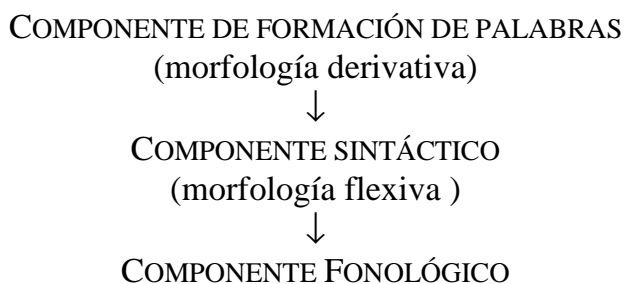 COMPONENTE DE FORMACIÓN DE PALABRAS
(morfología derivativa)
↓
COMPONENTE SINTÁCTICO
(morfología flexiva )
↓
COMPONENTE FONOLÓGICO